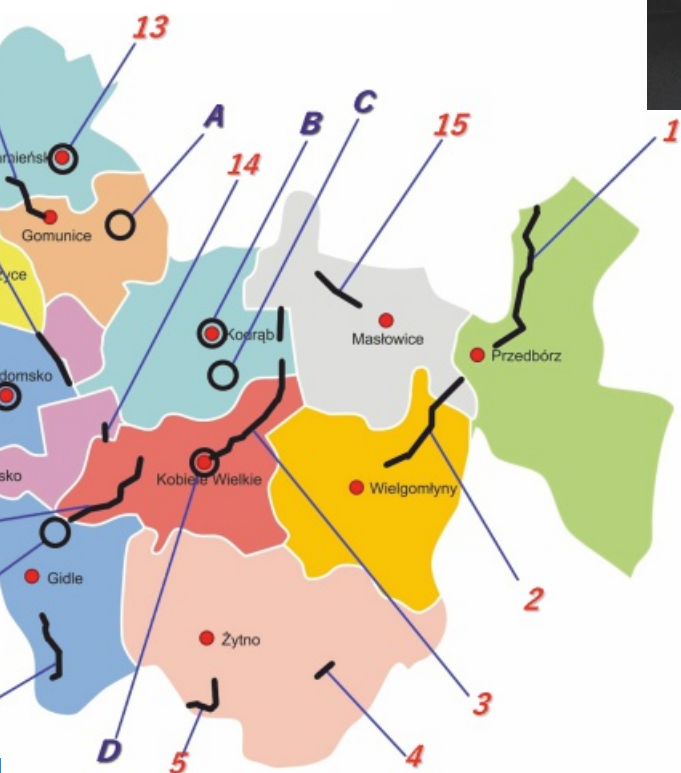 13
A
C
B
15
1
14
Gomunice
Kodrąb
Masłowice
Przedbórz
Kobiele Wielkie
Wielgomłyny
Gidle
Żytno
2
3
4
5
D